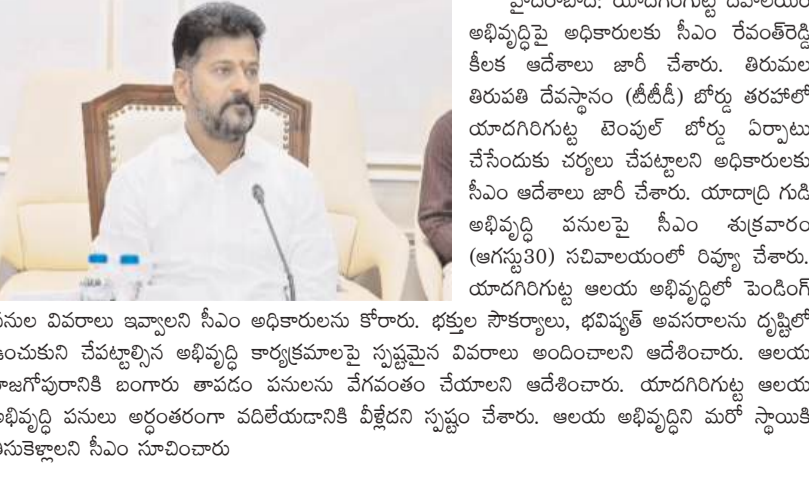 హైదరాబాద్: యాదగిరిగుట్ట దేవాలయం
అభివృద్ధిపై అధికారులకు సీఎం రేవంత్‌రెడ్డి
కీలక ఆదేశాలు జారీ చేశారు. తిరుమల
తిరుపతి దేవస్థానం (టీటీడీ) బోర్డు తరహాలో
యాదగిరిగుట్ట టెంపుల్ బోర్డు ఏర్పాటు
చేసేందుకు చర్యలు చేపట్టాలని అధికారులకు
సీఎం ఆదేశాలు జారీ చేశారు. యాదాద్రి గుడి
అభివృద్ధి పనులపై సీఎం శుక్రవారం
(ఆగస్టు30) సచివాలయంలో రివ్యూ చేశారు.
యాదగిరిగుట్ట ఆలయ అభివృద్ధిలో పెండింగ్
పనుల వివరాలు ఇవ్వాలని సీఎం అధికారులను కోరారు. భక్తుల సౌకర్యాలు, భవిష్యత్ అవసరాలను దృష్టిలో
ఉంచుకుని చేపట్టాల్సిన అభివృద్ధి కార్యక్రమాలపై స్పష్టమైన వివరాలు అందించాలని ఆదేశించారు. ఆలయ
రాజగోపురానికి బంగారు తాపడం పనులను వేగవంతం చేయాలని ఆదేశించారు. యాదగిరిగుట్ట ఆలయ
అభివృద్ధి పనులు అర్ధంతరంగా వదిలేయడానికి వీళ్లేదని స్పష్టం చేశారు. ఆలయ అభివృద్ధిని మరో స్థాయికి
తీసుకెళ్లాలని సీఎం సూచించారు